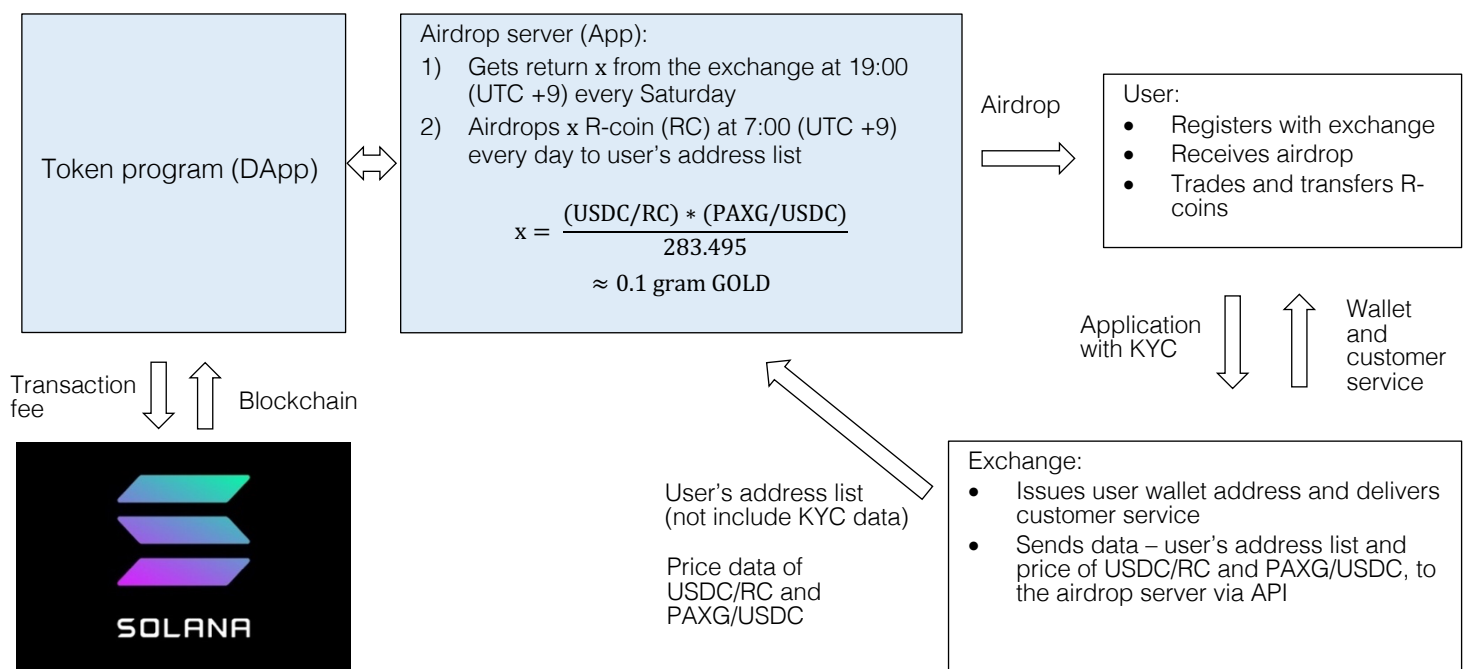 Token program (DApp)
Airdrop server (App):
1) Gets return x from the exchange at 19:00
(UTC +9) every Saturday
2) Airdrops x R-coin (RC) at 7:00 (UTC +9)
every day to user's address list
x = (USDC/RC) * (PAXG/USDC)
283.495
≈ 0.1 gram GOLD
Airdrop
User:
• Registers with exchange
• Receives airdrop
• Trades and transfers R-
coins
Application
with KYC
Wallet
and
customer
service
Transaction
fee
Blockchain
SOLANA
User's address list
(not include KYC data)
Price data of
USDC/RC and
PAXG/USDC
Exchange:
• Issues user wallet address and delivers
customer service
• Sends data – user's address list and
price of USDC/RC and PAXG/USDC, to
the airdrop server via API